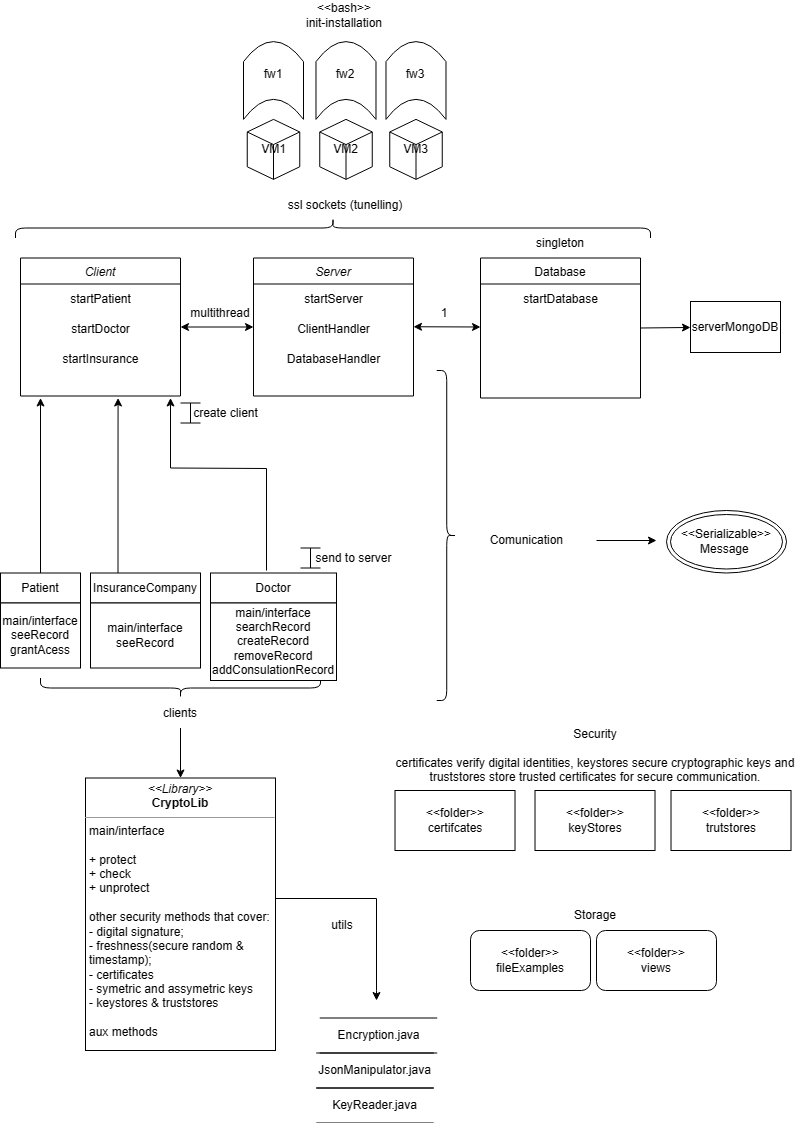 <<bash>>
init-installation
fw1
fw2
fw3
VM1
VM2
VM3
ssl sockets (tunelling)
singleton
Client
startPatient
startDoctor
startInsurance
multithread
Server
startServer
ClientHandler
DatabaseHandler
1
Database
startDatabase
serverMongoDB
create client
send to server
Comunication
<<Serializable>>
Message
Patient
main/interface
seeRecord
grantAcess
InsuranceCompany
main/interface
seeRecord
Doctor
main/interface
searchRecord
createRecord
removeRecord
addConsulationRecord
clients
<<Library>>
CryptoLib
main/interface
+ protect
+ check
+ unprotect
other security methods that cover:
- digital signature;
- freshness(secure random &
timestamp);
- certificates
- symetric and assymetric keys
- keystores & truststores
aux methods
utils
Encryption.java
JsonManipulator.java
KeyReader.java
Security
certificates verify digital identities, keystores secure cryptographic keys and
truststores store trusted certificates for secure communication.
<<folder>>
certifcates
<<folder>>
keyStores
<<folder>>
trutstores
Storage
<<folder>>
fileExamples
<<folder>>
views